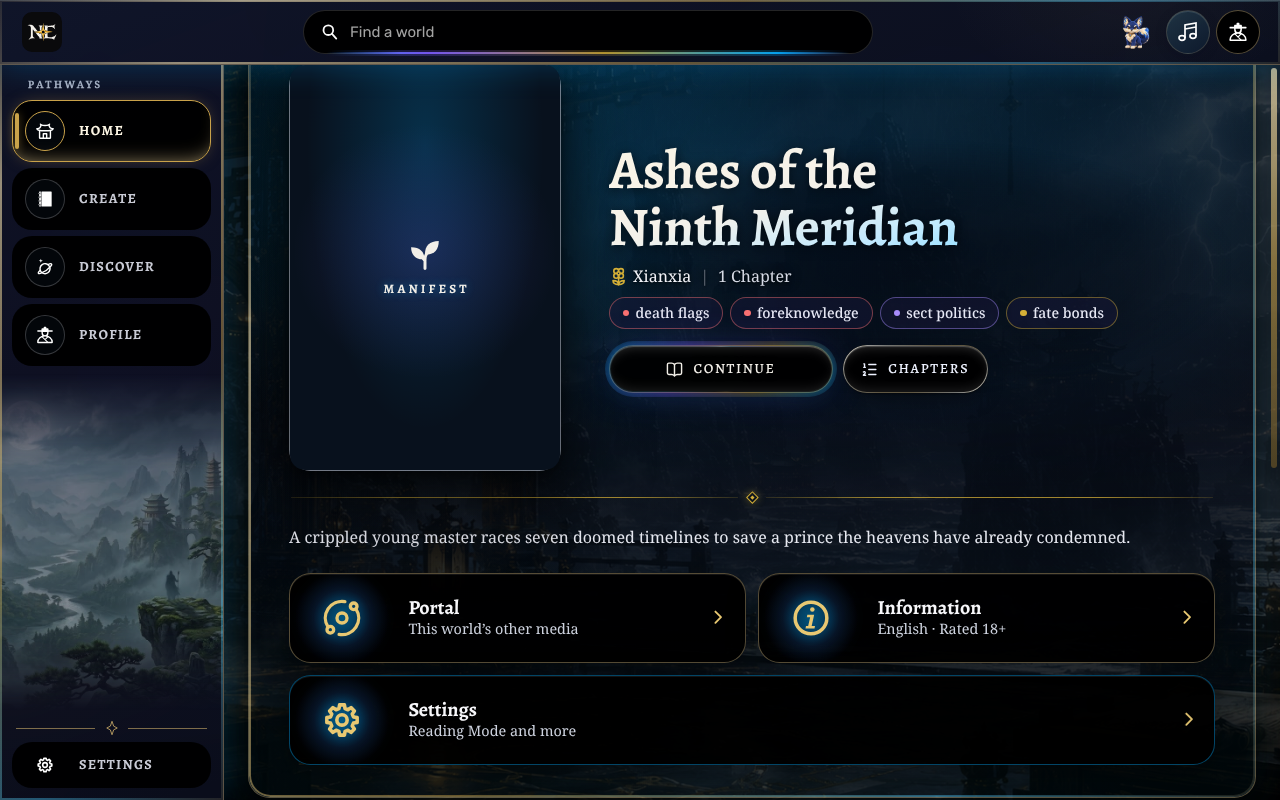 NE
Find a world
PATHWAYS
HOME
CREATE
DISCOVER
PROFILE
SETTINGS
MANIFEST
Ashes of the
Ninth Meridian
Xianxia | 1 Chapter
death flags
foreknowledge
sect politics
fate bonds
CONTINUE
CHAPTERS
A crippled young master races seven doomed timelines to save a prince the heavens have already condemned.
Portal
This world’s other media
Information
English · Rated 18+
Settings
Reading Mode and more